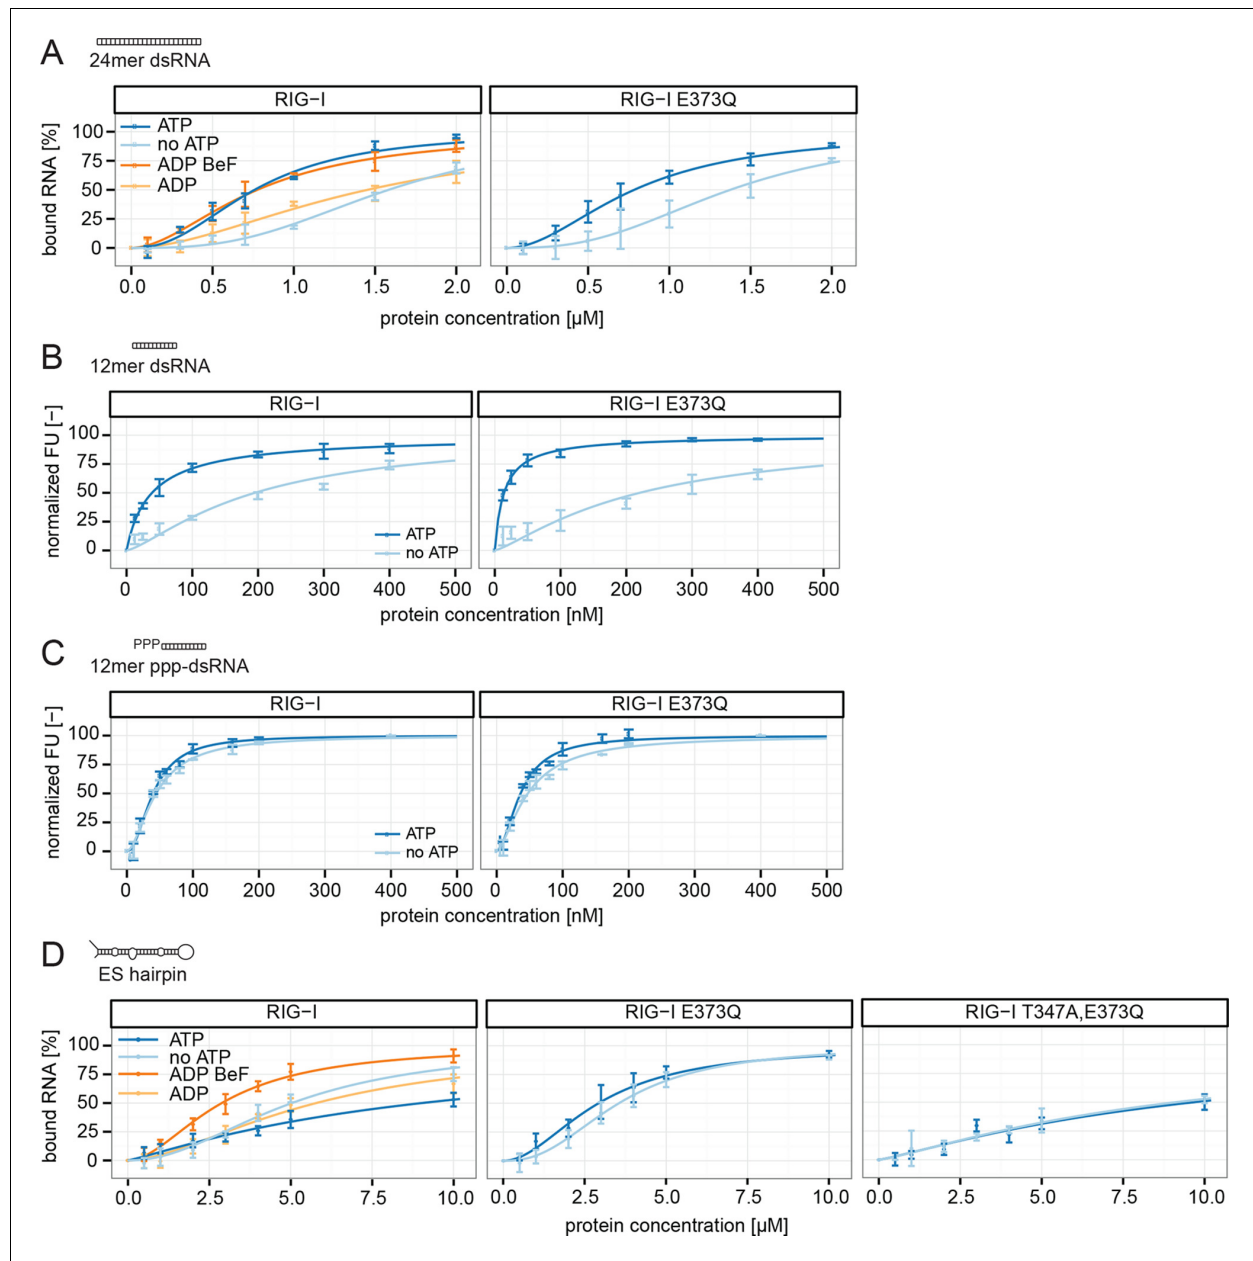 A
24mer dsRNA
RIG−I
RIG−I E373Q
bound RNA [%]
100
75
50
25
0
ATP
no ATP
ADP BeF
ADP
0.0 0.5 1.0 1.5 2.0
0.0 0.5 1.0 1.5 2.0
protein concentration [µM]
B
12mer dsRNA
RIG−I
RIG−I E373Q
normalized FU [−]
100
75
50
25
0
ATP
no ATP
0 100 200 300 400 500
0 100 200 300 400 500
protein concentration [nM]
C
PPP
12mer ppp-dsRNA
RIG−I
RIG−I E373Q
normalized FU [−]
100
75
50
25
0
ATP
no ATP
0 100 200 300 400 500
0 100 200 300 400 500
protein concentration [nM]
D
ES hairpin
RIG−I
RIG−I E373Q
RIG−I T347A,E373Q
bound RNA [%]
100
75
50
25
0
ATP
no ATP
ADP BeF
ADP
0.0 2.5 5.0 7.5 10.0
0.0 2.5 5.0 7.5 10.0
0.0 2.5 5.0 7.5 10.0
protein concentration [µM]